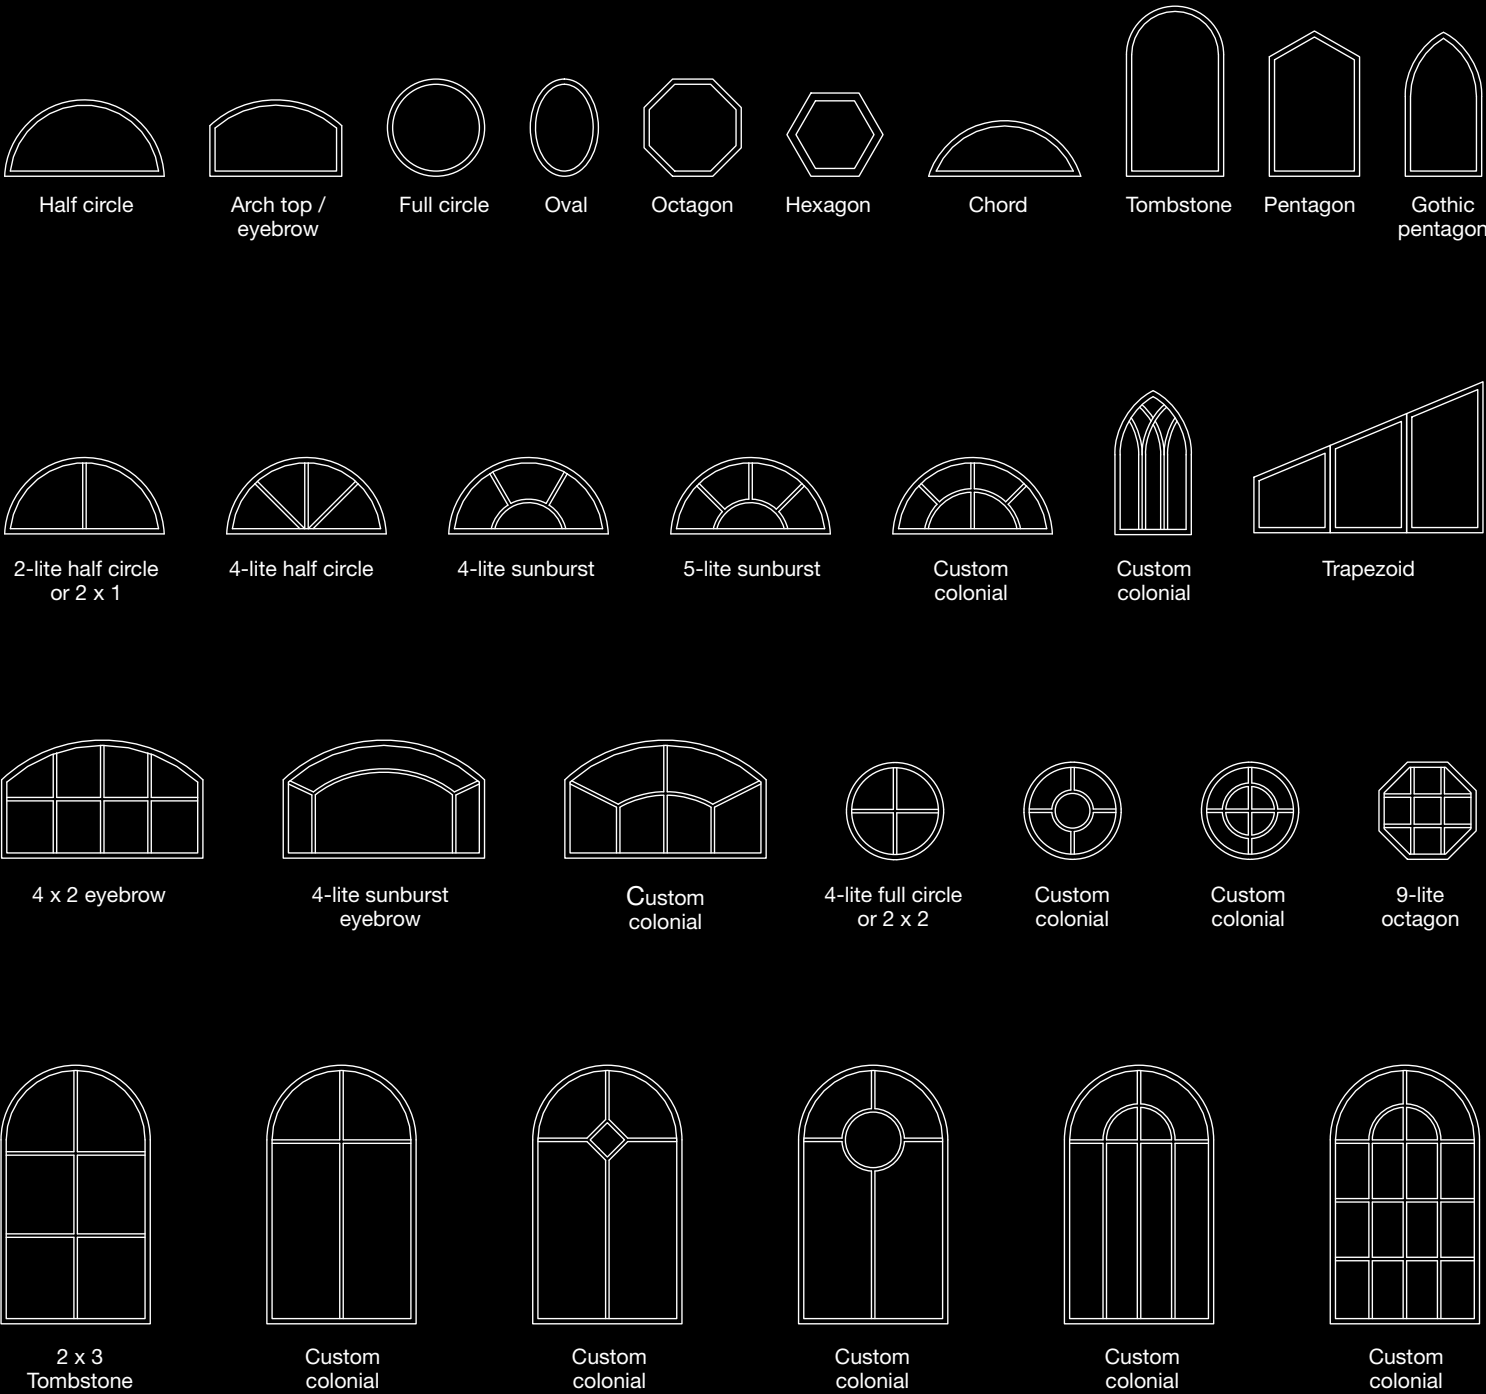 Half circle
Arch top /
eyebrow
Full circle
Oval
Octagon
Hexagon
Chord
Tombstone
Pentagon
Gothic
pentagon
2-lite half circle
or 2 x 1
4-lite half circle
4-lite sunburst
5-lite sunburst
Custom
colonial
Custom
colonial
Trapezoid
4 x 2 eyebrow
4-lite sunburst
eyebrow
Custom
colonial
4-lite full circle
or 2 x 2
Custom
colonial
Custom
colonial
9-lite
octagon
2 x 3
Tombstone
Custom
colonial
Custom
colonial
Custom
colonial
Custom
colonial
Custom
colonial